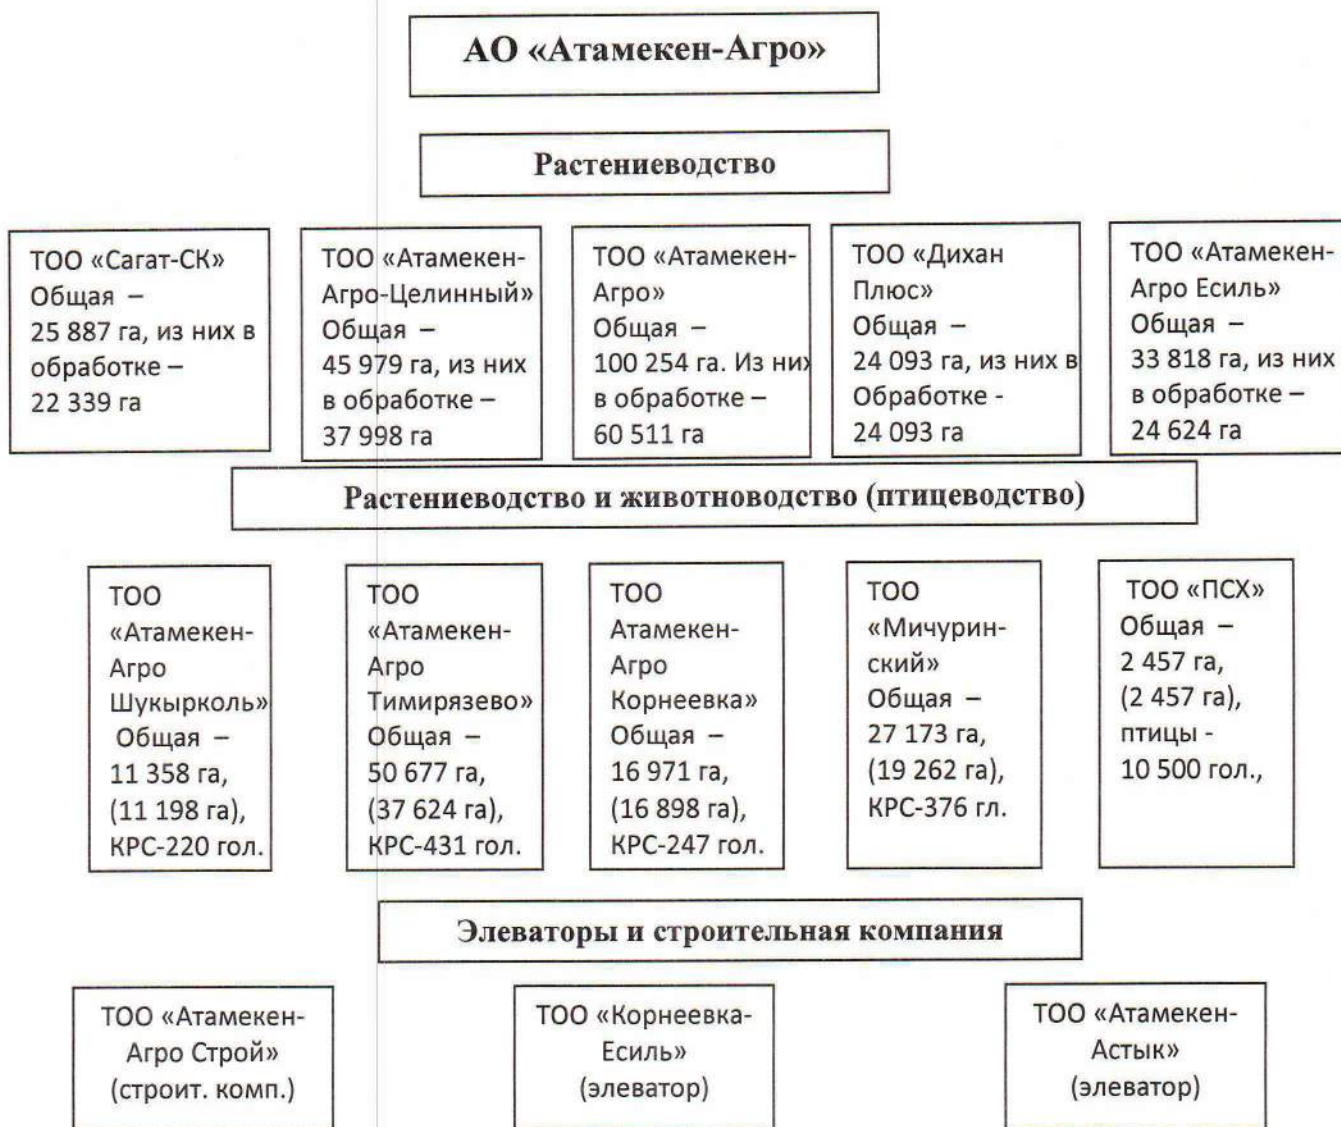 АО «Атамекен-Агро»
Растениеводство
ТОО «Сагат-СК»
Общая –
25 887 га, из них в
обработке –
22 339 га
ТОО «Атамекен-
Агро-Целинный»
Общая –
45 979 га, из них
в обработке –
37 998 га
ТОО «Атамекен-
Агро»
Общая –
100 254 га. Из них
в обработке –
60 511 га
ТОО «Дихан
Плюс»
Общая –
24 093 га, из них в
Обработке -
24 093 га
ТОО «Атамекен-
Агро Есиль»
Общая –
33 818 га, из них
в обработке –
24 624 га
Растениеводство и животноводство (птицеводство)
ТОО
«Атамекен-
Агро
Шукырколь»
Общая –
11 358 га,
(11 198 га),
КРС-220 гол.
ТОО
«Атамекен-
Агро
Тимирязево»
Общая –
50 677 га,
(37 624 га),
КРС-431 гол.
ТОО
Атамекен-
Агро
Корнеевка»
Общая –
16 971 га,
(16 898 га),
КРС-247 гол.
ТОО
«Мичурин-
ский»
Общая –
27 173 га,
(19 262 га),
КРС-376 гл.
ТОО «ПСХ»
Общая –
2 457 га,
(2 457 га),
птицы -
10 500 гол.,
Элеваторы и строительная компания
ТОО «Атамекен-
Агро Строй»
(строит. комп.)
ТОО «Корнеевка-
Есиль»
(элеватор)
ТОО «Атамекен-
Астык»
(элеватор)